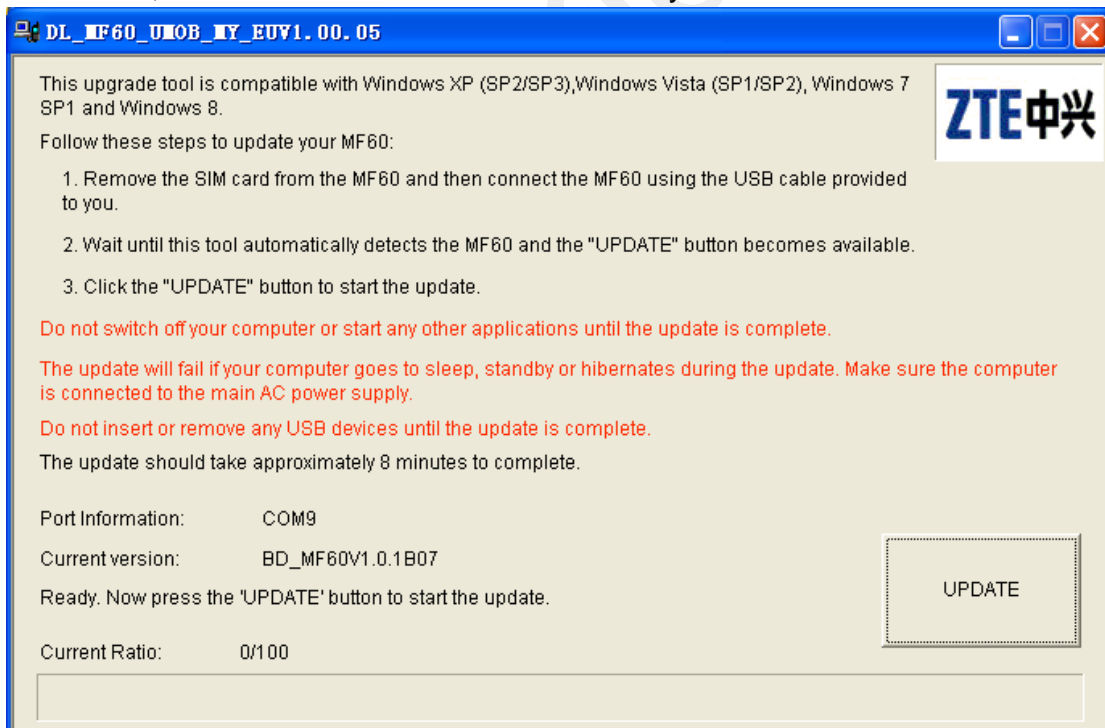 DL_MF60_UMOB_MY_EUV1.00.05
This upgrade tool is compatible with Windows XP (SP2/SP3),Windows Vista (SP1/SP2), Windows 7
SP1 and Windows 8.
ZTE中兴
Follow these steps to update your MF60:
1. Remove the SIM card from the MF60 and then connect the MF60 using the USB cable provided
to you.
2. Wait until this tool automatically detects the MF60 and the "UPDATE" button becomes available.
3. Click the "UPDATE" button to start the update.
Do not switch off your computer or start any other applications until the update is complete.
The update will fail if your computer goes to sleep, standby or hibernates during the update. Make sure the computer
is connected to the main AC power supply.
Do not insert or remove any USB devices until the update is complete.
The update should take approximately 8 minutes to complete.
Port Information: COM9
Current version: BD_MF60V1.0.1B07
Ready. Now press the 'UPDATE' button to start the update.
UPDATE
Current Ratio: 0/100